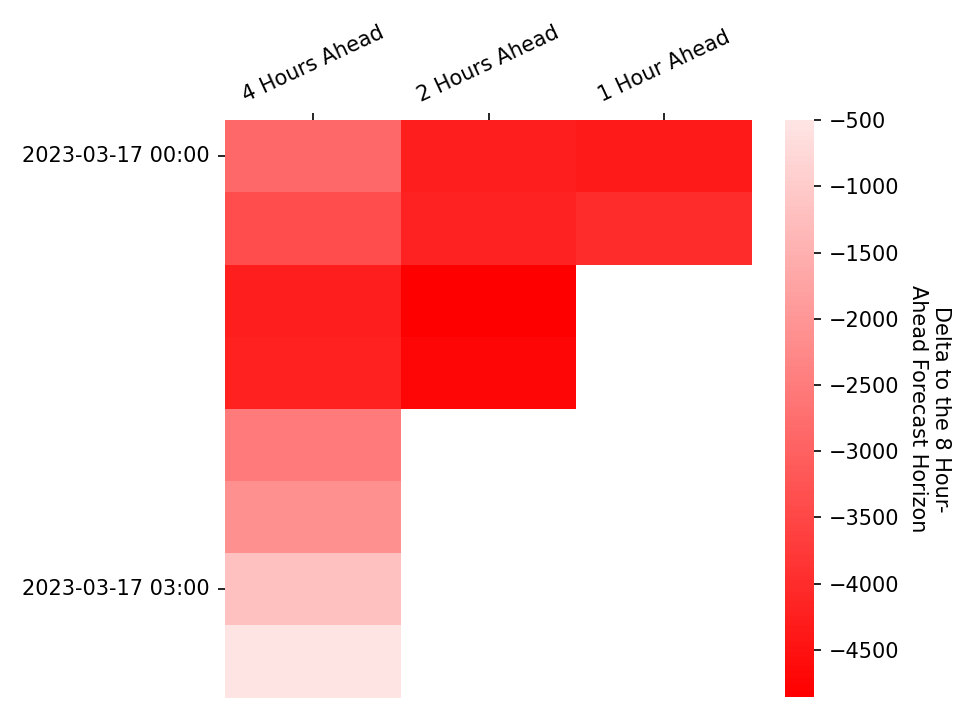 4 Hours Ahead
2 Hours Ahead
1 Hour Ahead
2023-03-17 00:00
2023-03-17 03:00
−500
−1000
−1500
−2000
−2500
−3000
−3500
−4000
−4500
Delta to the 8 Hour-
Ahead Forecast Horizon